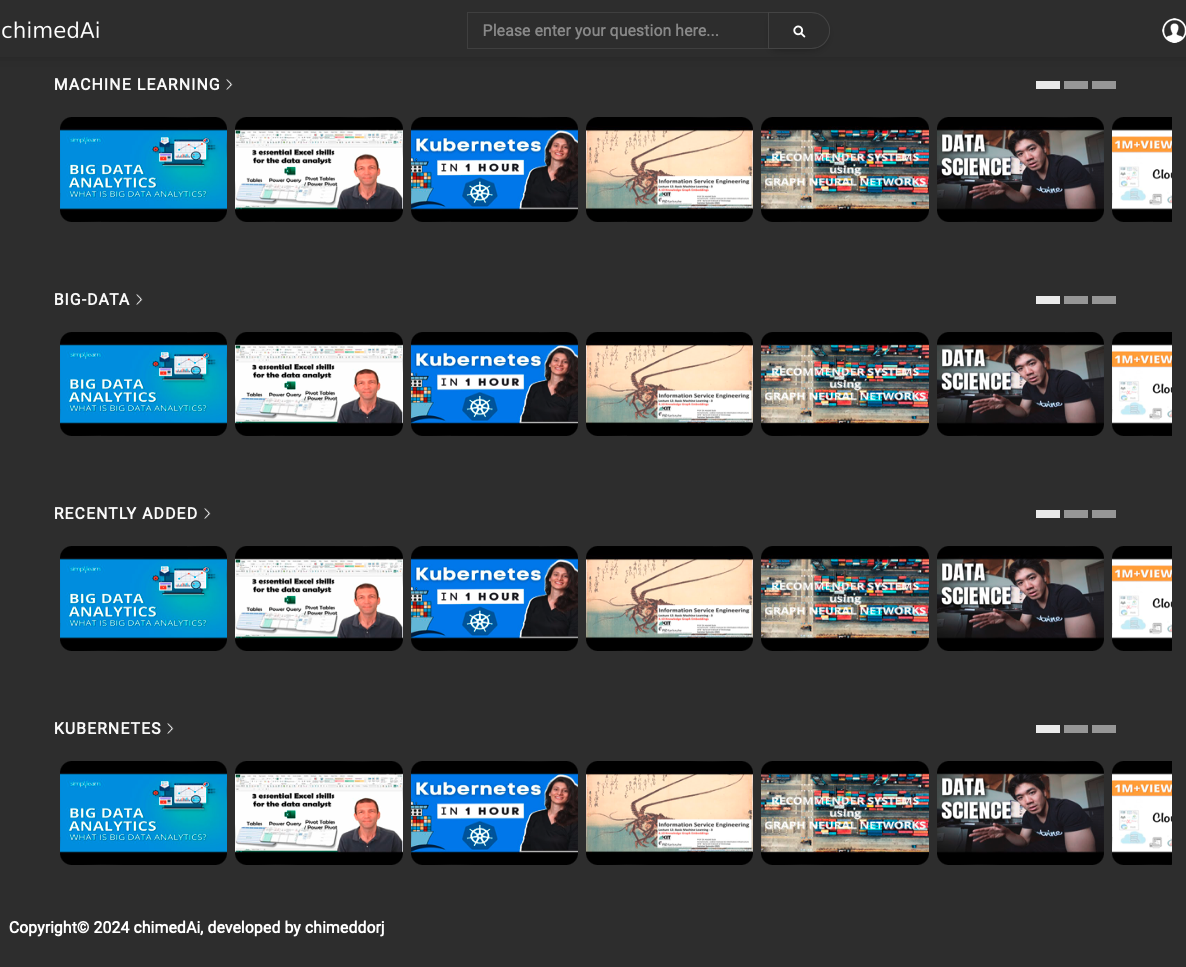 chimedAi
Please enter your question here...
MACHINE LEARNING
simplilearn
BIG DATA
ANALYTICS
WHAT IS BIG DATA ANALYTICS?
3 essential Excel skills
for the data analyst
Tables
Power Query
Pivot Tables
/ Power Pivot
Kubernetes
IN 1 HOUR
Information Service Engineering
RECOMMENDER SYSTEMS
using
GRAPH NEURAL NETWORKS
DATA
SCIENCE
1M+VIEW
Clou
BIG-DATA
simplilearn
BIG DATA
ANALYTICS
WHAT IS BIG DATA ANALYTICS?
3 essential Excel skills
for the data analyst
Tables
Power Query
Pivot Tables
/ Power Pivot
Kubernetes
IN 1 HOUR
Information Service Engineering
RECOMMENDER SYSTEMS
using
GRAPH NEURAL NETWORKS
DATA
SCIENCE
1M+VIEW
Clou
RECENTLY ADDED
simplilearn
BIG DATA
ANALYTICS
WHAT IS BIG DATA ANALYTICS?
3 essential Excel skills
for the data analyst
Tables
Power Query
Pivot Tables
/ Power Pivot
Kubernetes
IN 1 HOUR
Information Service Engineering
RECOMMENDER SYSTEMS
using
GRAPH NEURAL NETWORKS
DATA
SCIENCE
1M+VIEW
Clou
KUBERNETES
simplilearn
BIG DATA
ANALYTICS
WHAT IS BIG DATA ANALYTICS?
3 essential Excel skills
for the data analyst
Tables
Power Query
Pivot Tables
/ Power Pivot
Kubernetes
IN 1 HOUR
Information Service Engineering
RECOMMENDER SYSTEMS
using
GRAPH NEURAL NETWORKS
DATA
SCIENCE
1M+VIEW
Clou
Copyright© 2024 chimedAi, developed by chimeddorj